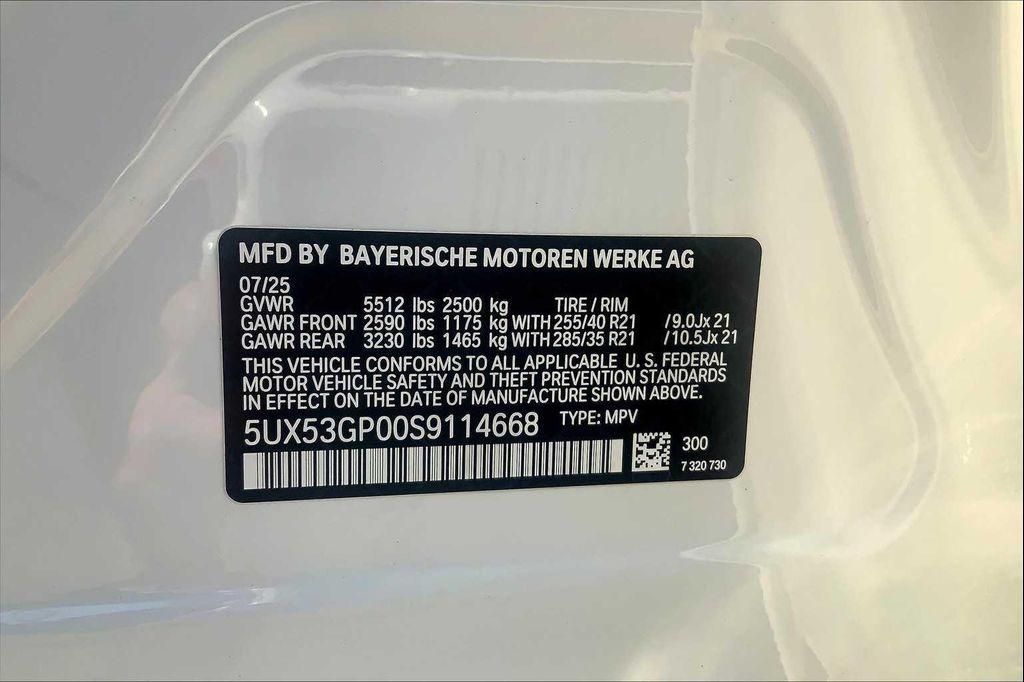 MFD BY BAYERISCHE MOTOREN WERKE AG
07/25
GVWR 5512 lbs 2500 kg TIRE / RIM
GAWR FRONT 2590 lbs 1175 kg WITH 255/40 R21 /9.0Jx 21
GAWR REAR 3230 lbs 1465 kg WITH 285/35 R21 /10.5Jx 21
THIS VEHICLE CONFORMS TO ALL APPLICABLE U. S. FEDERAL
MOTOR VEHICLE SAFETY AND THEFT PREVENTION STANDARDS
IN EFFECT ON THE DATE OF MANUFACTURE SHOWN ABOVE.
5UX53GP00S9114668 TYPE: MPV
300
7 320 730